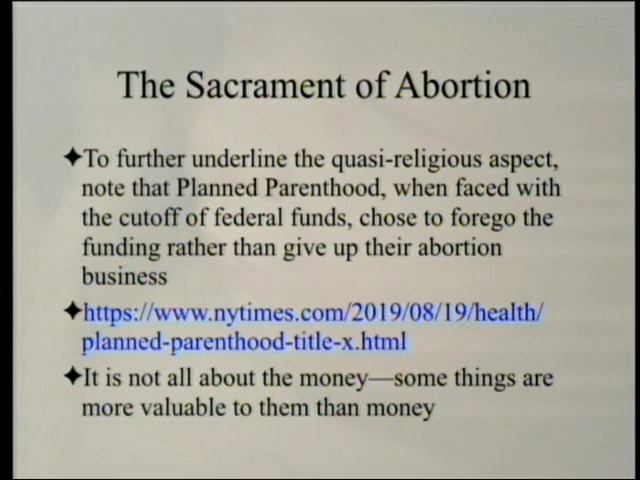 The Sacrament of Abortion
✦To further underline the quasi-religious aspect,
note that Planned Parenthood, when faced with
the cutoff of federal funds, chose to forego the
funding rather than give up their abortion
business
✦https://www.nytimes.com/2019/08/19/health/
planned-parenthood-title-x.html
✦It is not all about the money—some things are
more valuable to them than money